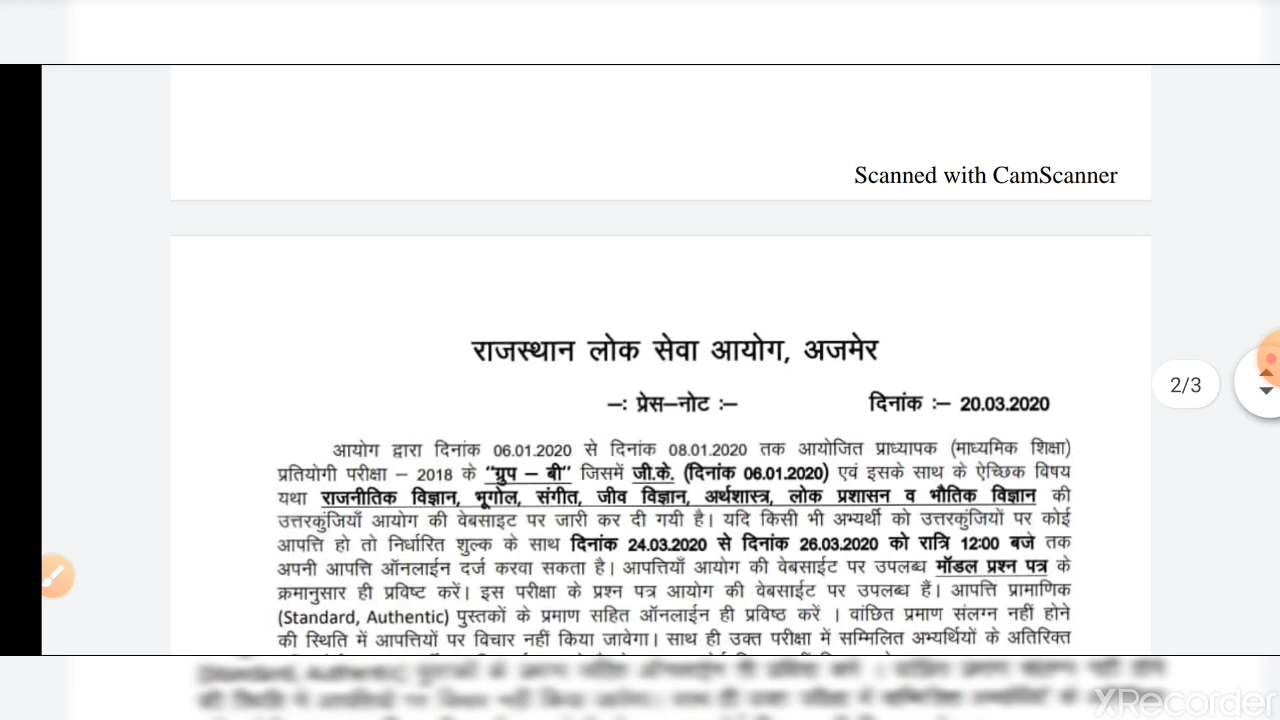 Scanned with CamScanner
राजस्थान लोक सेवा आयोग, अजमेर
–: प्रेस–नोट :– दिनांक :– 20.03.2020
आयोग द्वारा दिनांक 06.01.2020 से दिनांक 08.01.2020 तक आयोजित प्राध्यापक (माध्यमिक शिक्षा)
प्रतियोगी परीक्षा – 2018 के "ग्रुप – बी" जिसमें जी.के. (दिनांक 06.01.2020) एवं इसके साथ के ऐच्छिक विषय
यथा राजनीतिक विज्ञान, भूगोल, संगीत, जीव विज्ञान, अर्थशास्त्र, लोक प्रशासन व भौतिक विज्ञान की
उत्तरकुंजियाँ आयोग की वेबसाइट पर जारी कर दी गयी है। यदि किसी भी अभ्यर्थी को उत्तरकुंजियों पर कोई
आपत्ति हो तो निर्धारित शुल्क के साथ दिनांक 24.03.2020 से दिनांक 26.03.2020 को रात्रि 12:00 बजे तक
अपनी आपत्ति ऑनलाईन दर्ज करवा सकता है। आपत्तियाँ आयोग की वेबसाईट पर उपलब्ध मॉडल प्रश्न पत्र के
क्रमानुसार ही प्रविष्ट करें। इस परीक्षा के प्रश्न पत्र आयोग की वेबसाईट पर उपलब्ध हैं। आपत्ति प्रामाणिक
(Standard, Authentic) पुस्तकों के प्रमाण सहित ऑनलाईन ही प्रविष्ठ करें । वांछित प्रमाण संलग्न नहीं होने
की स्थिति में आपत्तियों पर विचार नहीं किया जावेगा। साथ ही उक्त परीक्षा में सम्मिलित अभ्यर्थियों के अतिरिक्त
2/3
XRecorder